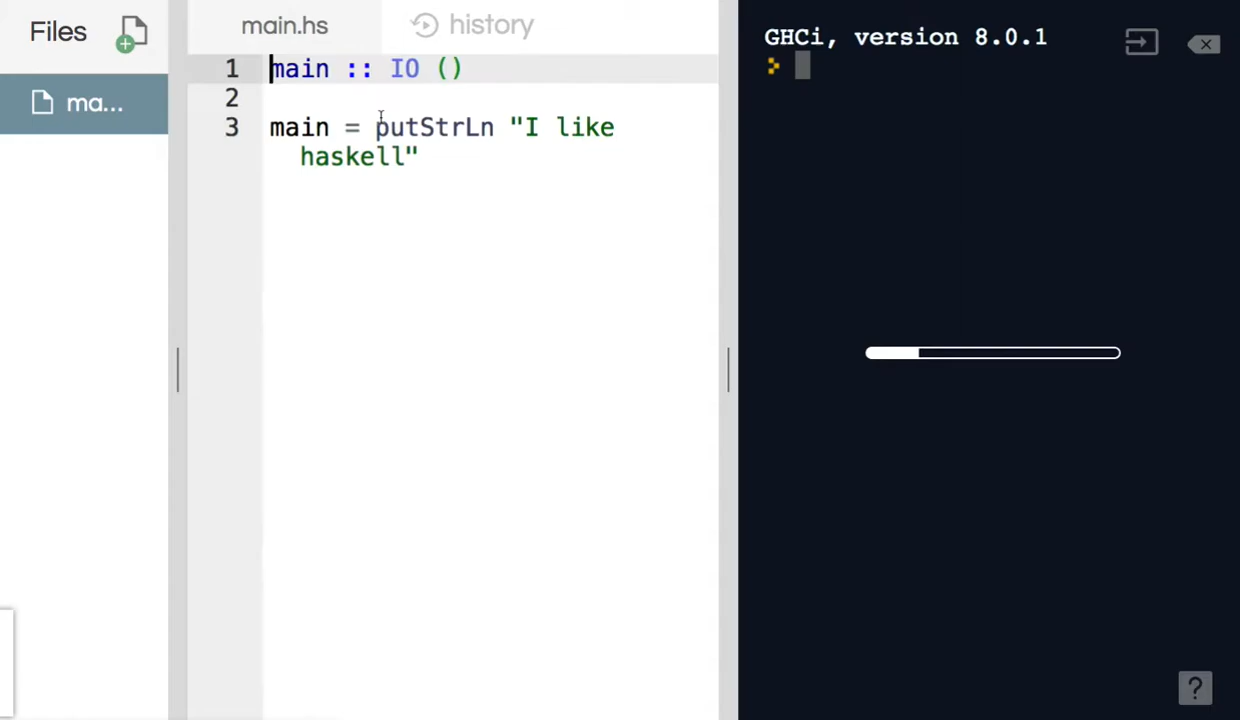 Files
ma...
main.hs
history
1 main :: IO ()
2
3 main = putStrLn "I like
haskell"
GHCi, version 8.0.1
>
?